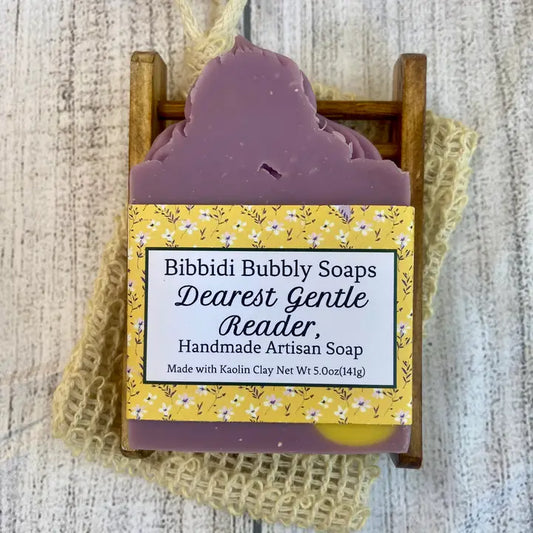 Bibbidi Bubbly Soaps
Dearest Gentle
Reader,
Handmade Artisan Soap
Made with Kaolin Clay Net Wt 5.0oz(141g)